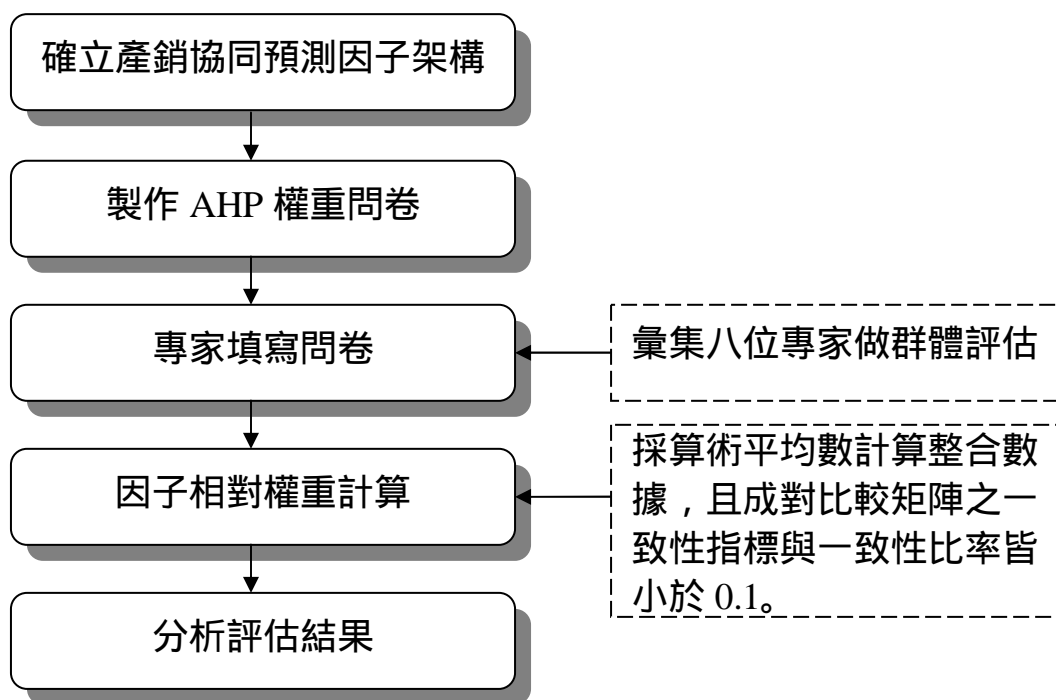 確立產銷協同預測因子架構
製作 AHP 權重問卷
專家填寫問卷
彙集八位專家做群體評估
因子相對權重計算
採算術平均數計算整合數
據，且成對比較矩陣之一
致性指標與一致性比率皆
小於 0.1。
分析評估結果